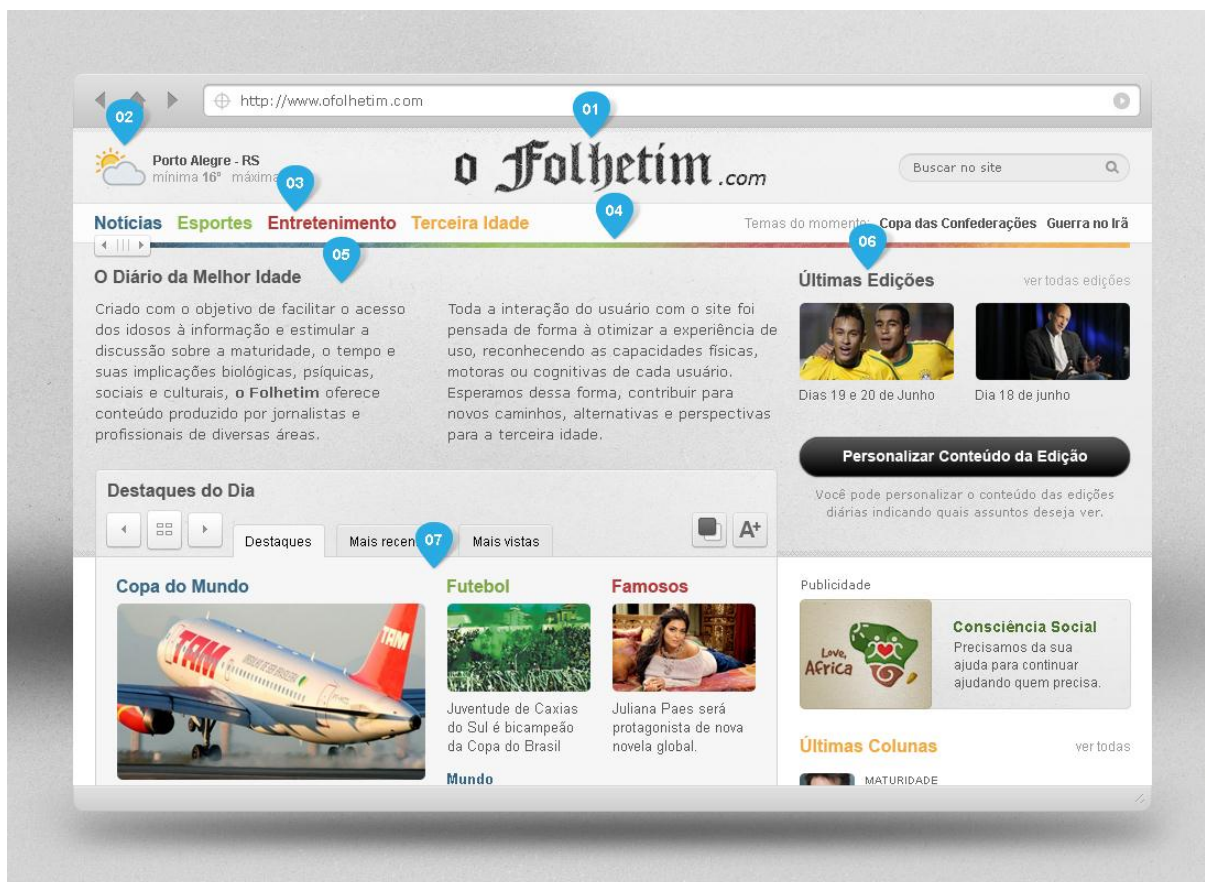 http://www.ofolhetim.com
02
01
Porto Alegre - RS
mínima 16° máxima
03
o Folhetim.com
Buscar no site
04
Notícias Esportes Entretenimento Terceira Idade
Temas do momento: Copa das Confederações Guerra no Irã
05
06
O Diário da Melhor Idade
Criado com o objetivo de facilitar o acesso
dos idosos à informação e estimular a
discussão sobre a maturidade, o tempo e
suas implicações biológicas, psíquicas,
sociais e culturais, o Folhetim oferece
conteúdo produzido por jornalistas e
profissionais de diversas áreas.
Toda a interação do usuário com o site foi
pensada de forma à otimizar a experiência de
uso, reconhecendo as capacidades físicas,
motoras ou cognitivas de cada usuário.
Esperamos dessa forma, contribuir para
novos caminhos, alternativas e perspectivas
para a terceira idade.
Últimas Edições
ver todas edições
Dias 19 e 20 de Junho
Dia 18 de junho
Personalizar Conteúdo da Edição
Você pode personalizar o conteúdo das edições
diárias indicando quais assuntos deseja ver.
Destaques do Dia
Destaques
Mais recen
07
Mais vistas
A+
Copa do Mundo
TAM
TAM
Futebol
Juventude de Caxias
do Sul é bicampeão
da Copa do Brasil
Mundo
Famosos
Juliana Paes será
protagonista de nova
novela global.
Publicidade
Love,
Africa
Consciência Social
Precisamos da sua
ajuda para continuar
ajudando quem precisa.
Últimas Colunas
ver todas
MATURIDADE